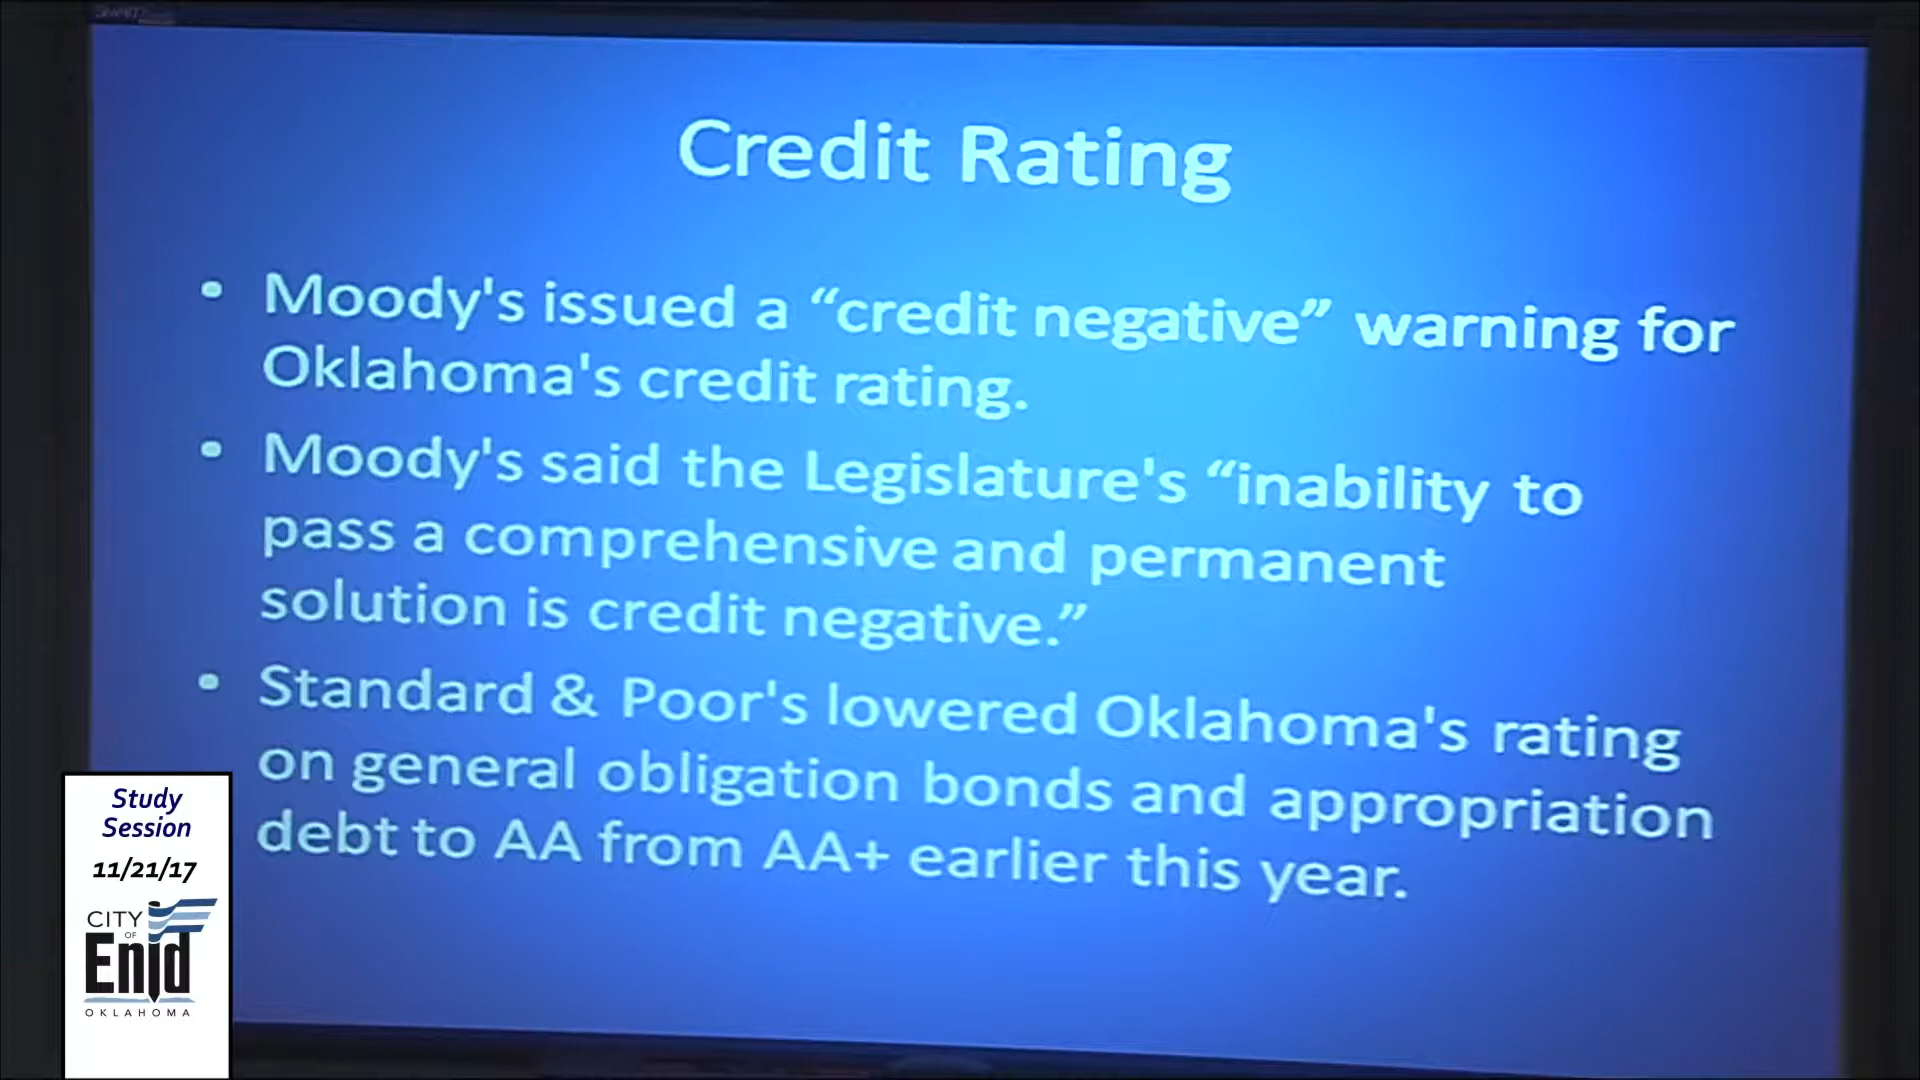 SMART
Credit Rating
• Moody's issued a “credit negative” warning for
Oklahoma's credit rating.
• Moody's said the Legislature's “inability to
pass a comprehensive and permanent
solution is credit negative.”
• Standard & Poor's lowered Oklahoma's rating
on general obligation bonds and appropriation
debt to AA from AA+ earlier this year.
Study
Session
11/21/17
CITY
OF
Enid
OKLAHOMA